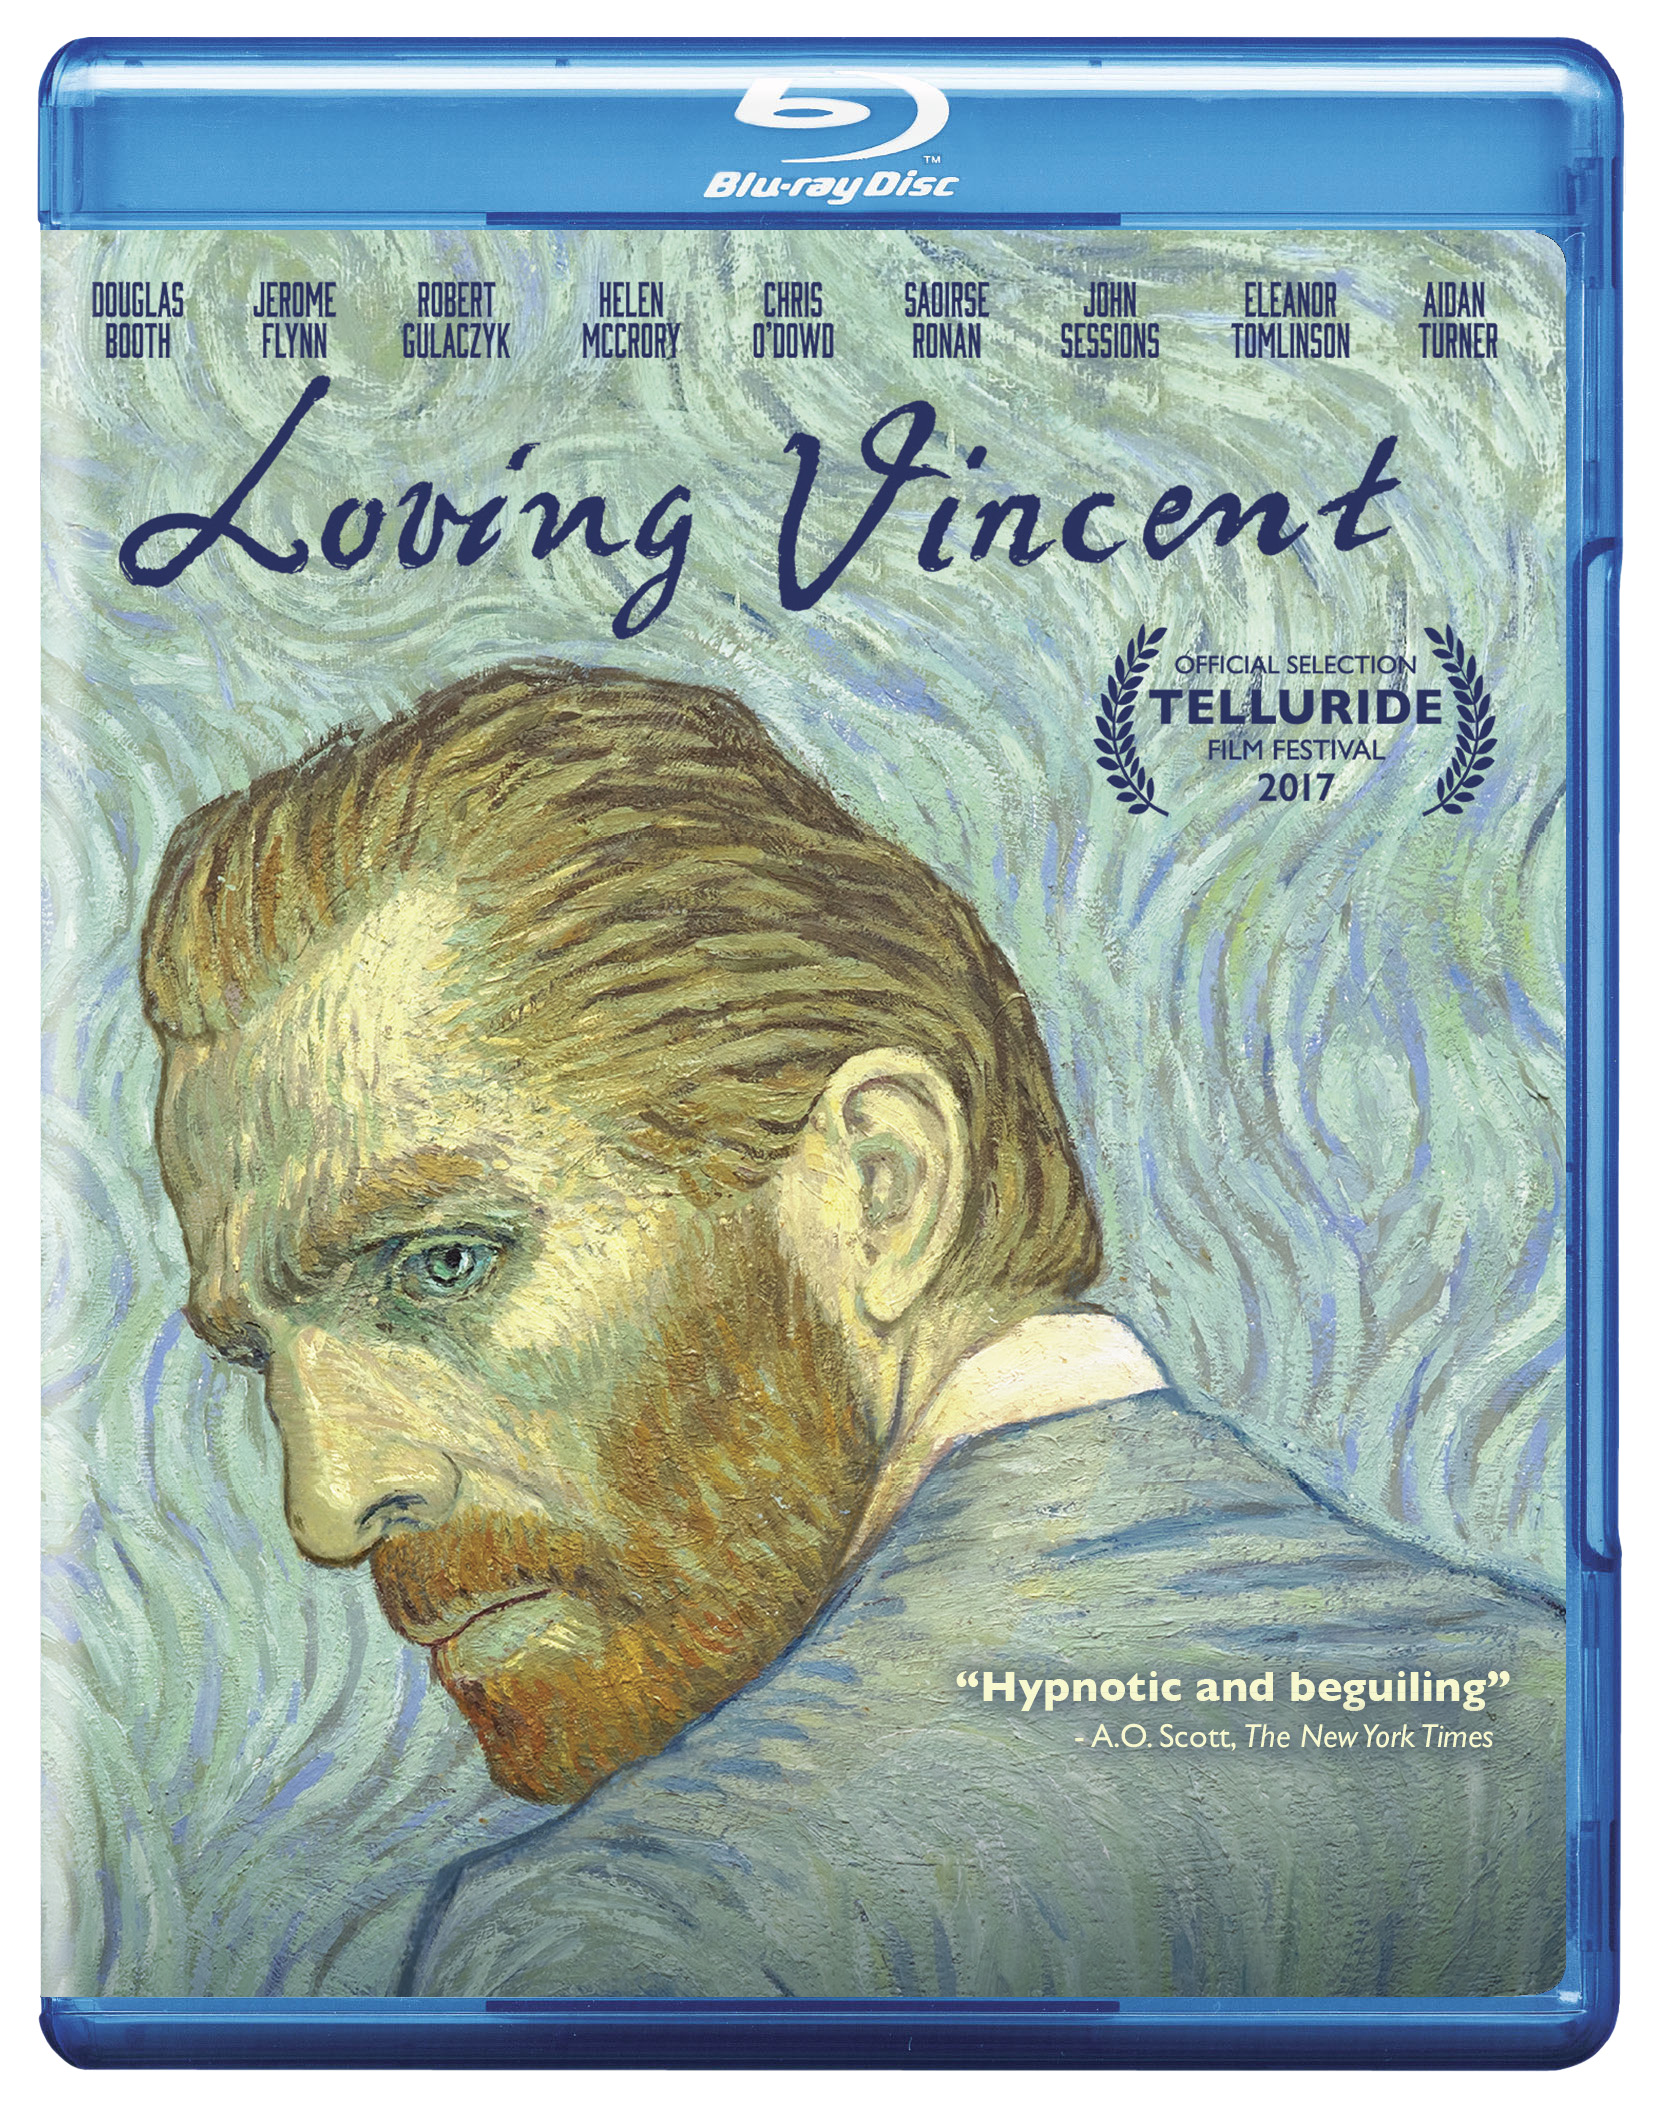 Blu-ray Disc™
DOUGLAS BOOTH
JEROME FLYNN
ROBERT GULACZYK
HELEN MCCRORY
CHRIS O'DOWD
SAOIRSE RONAN
JOHN SESSIONS
ELEANOR TOMLINSON
AIDAN TURNER
Loving Vincent
OFFICIAL SELECTION
TELLURIDE
FILM FESTIVAL
2017
“Hypnotic and beguiling”
- A.O. Scott, The New York Times